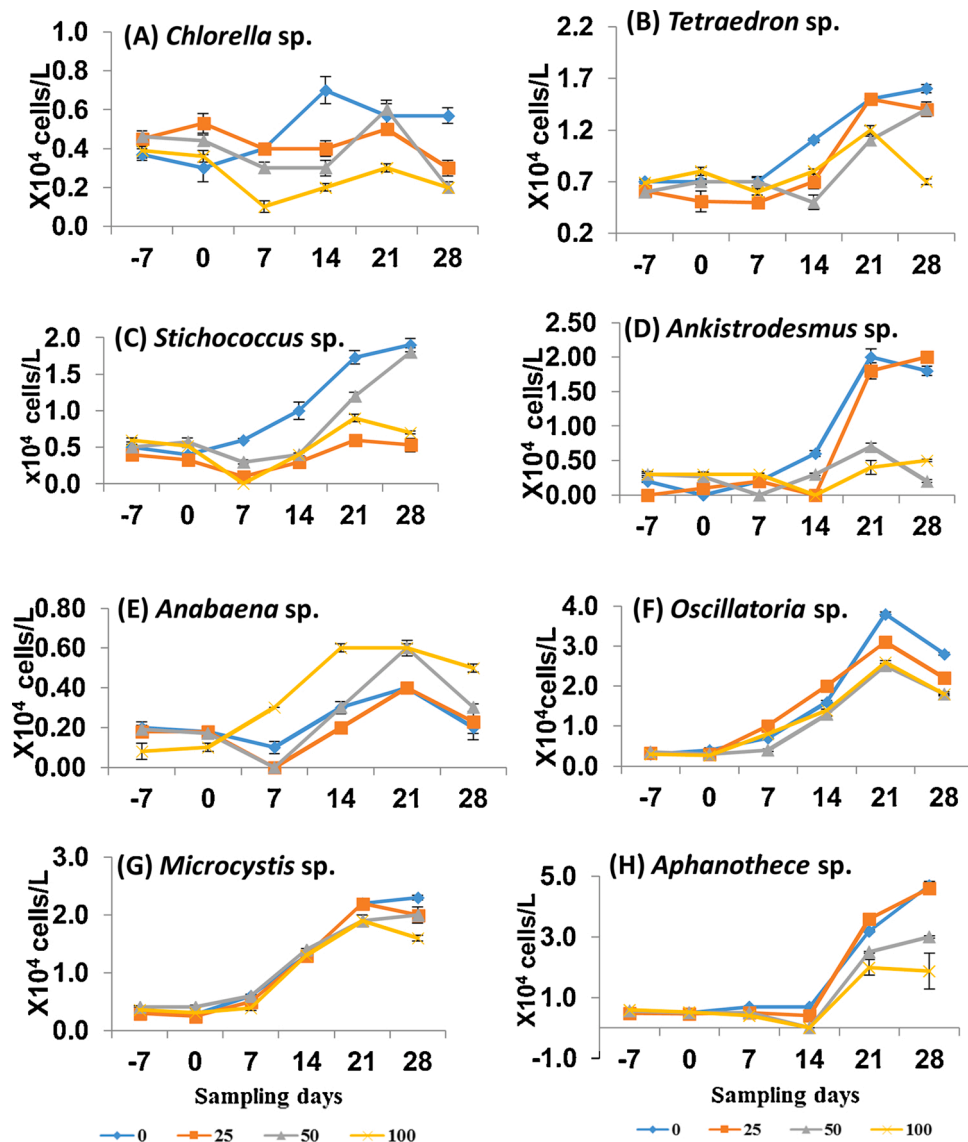 (A) Chlorella sp.
X10⁴ cells/L
1.0
0.8
0.6
0.4
0.2
0.0
-7 0 7 14 21 28
(B) Tetraedron sp.
X10⁴ cells/L
2.2
1.7
1.2
0.7
0.2
-7 0 7 14 21 28
(C) Stichococcus sp.
x10⁴ cells/L
2.0
1.5
1.0
0.5
0.0
-7 0 7 14 21 28
(D) Ankistrodesmus sp.
X10⁴ cells/L
2.50
2.00
1.50
1.00
0.50
0.00
-7 0 7 14 21 28
(E) Anabaena sp.
X10⁴ cells/L
0.80
0.60
0.40
0.20
0.00
-7 0 7 14 21 28
(F) Oscillatoria sp.
X10⁴cells/L
4.0
3.0
2.0
1.0
0.0
-7 0 7 14 21 28
(G) Microcystis sp.
X10⁴ cells/L
3.0
2.0
1.0
0.0
-7 0 7 14 21 28
Sampling days
0 25 50 100
(H) Aphanothece sp.
X10⁴ cells/L
5.0
3.0
1.0
-1.0
-7 0 7 14 21 28
Sampling days
0 25 50 100